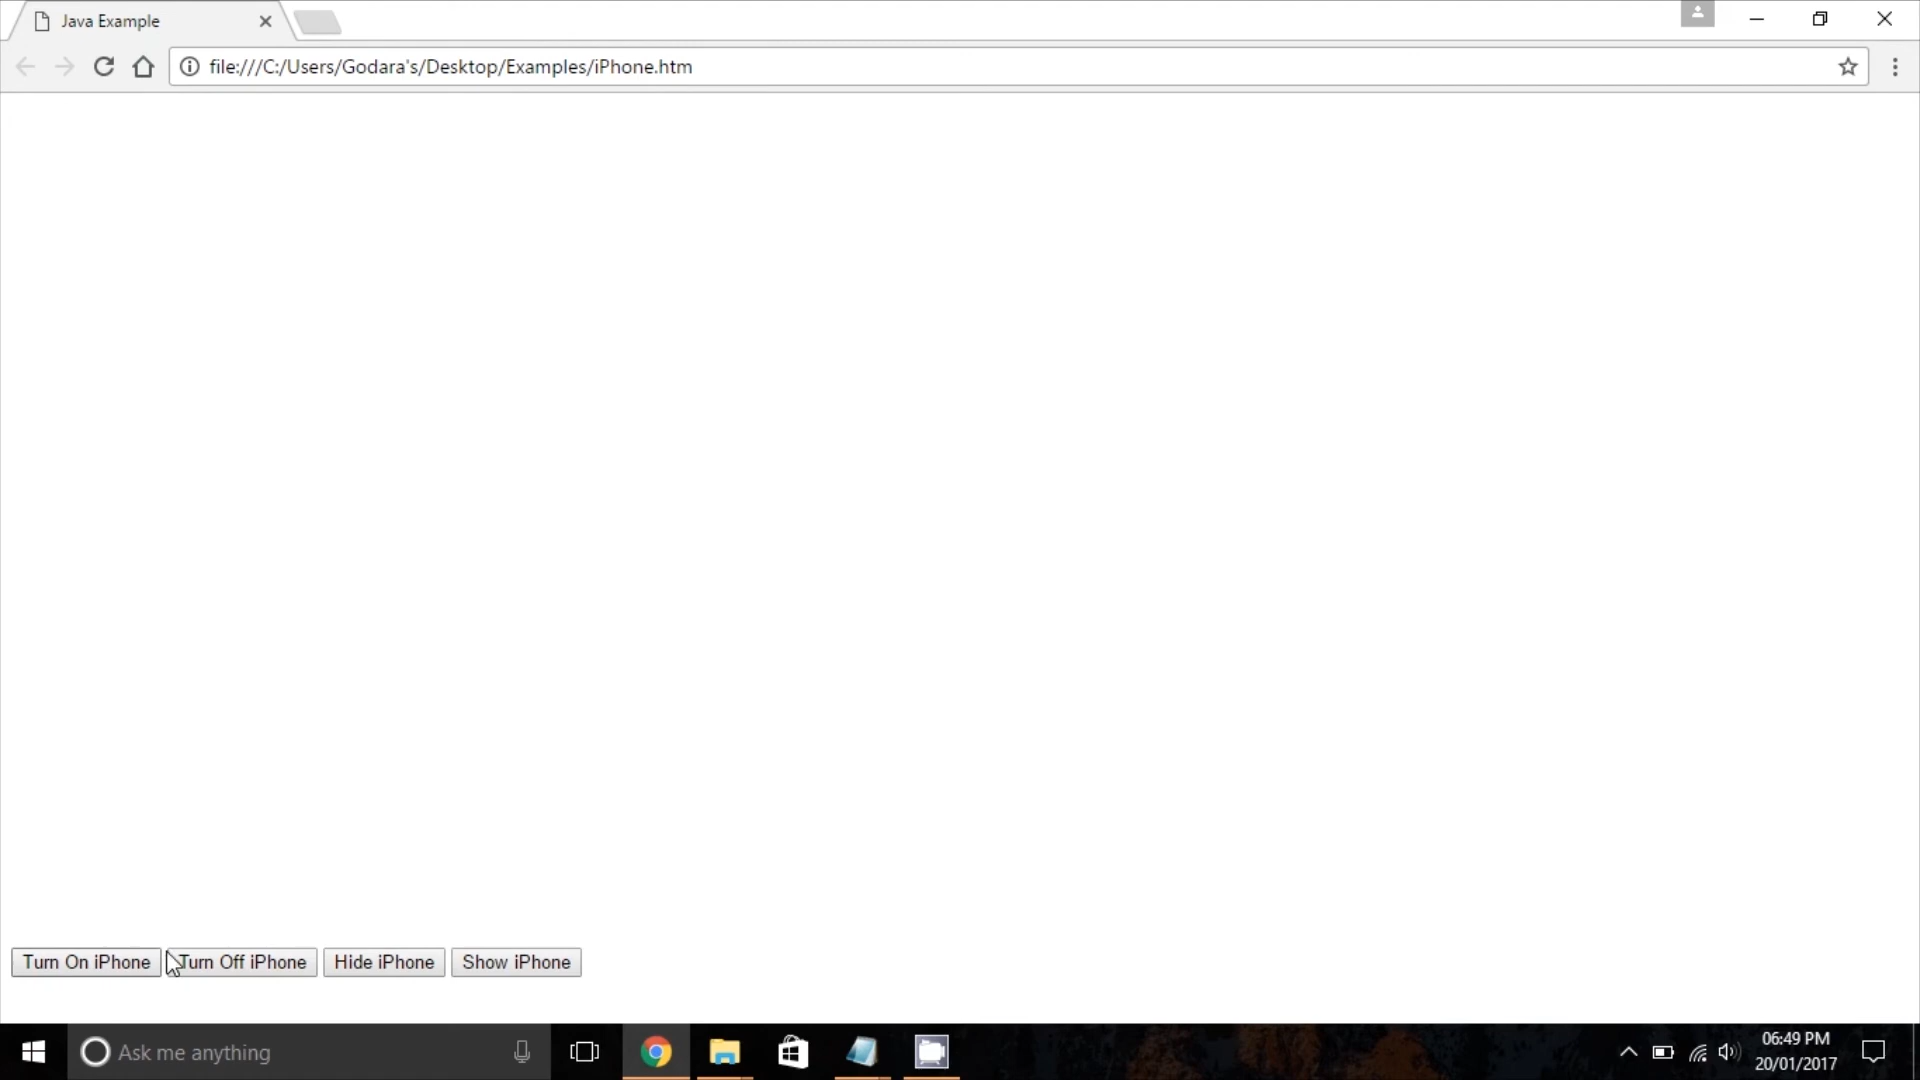 Java Example
file:///C:/Users/Godara's/Desktop/Examples/iPhone.htm
Turn On iPhone Turn Off iPhone Hide iPhone Show iPhone
Ask me anything
06:49 PM
20/01/2017